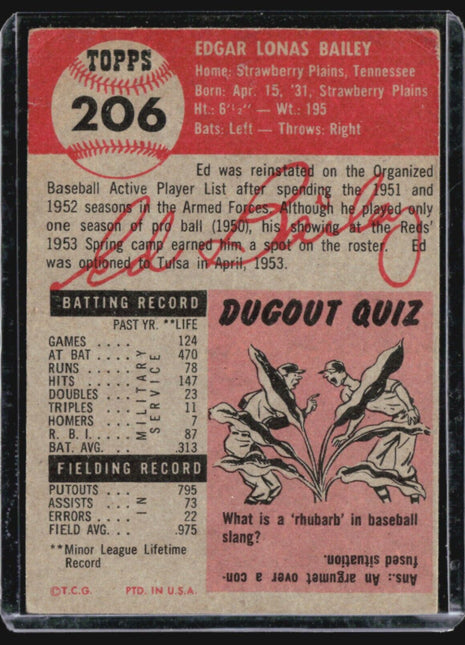 TOPPS
206
EDGAR LONAS BAILEY
Home: Strawberry Plains, Tennessee
Born: Apr. 15, '31, Strawberry Plains
Ht.: 6'½" — Wt.: 195
Bats: Left — Throws: Right
Ed was reinstated on the Organized
Baseball Active Player List after spending the 1951 and
1952 seasons in the Armed Forces. Although he played only
one season of pro ball (1950), his showing at the Reds'
1953 Spring camp earned him a spot on the roster. Ed
was optioned to Tulsa in April, 1953.
Ed Bailey
BATTING RECORD
PAST YR. **LIFE
GAMES .... 124
AT BAT .... 470
RUNS .... 78
HITS .... 147
DOUBLES ... 23
TRIPLES ... 11
HOMERS ... 7
R. B. I. .... 87
BAT. AVG. ... .313
IN MILITARY SERVICE
FIELDING RECORD
PUTOUTS ... 795
ASSISTS ... 73
ERRORS ... 22
FIELD AVG. ... .975
**Minor League Lifetime
Record
©T.C.G. PTD. IN U.S.A.
DUGOUT QUIZ
What is a 'rhubarb' in baseball
slang?
Ans.: An argumet over a con-
fused situation.